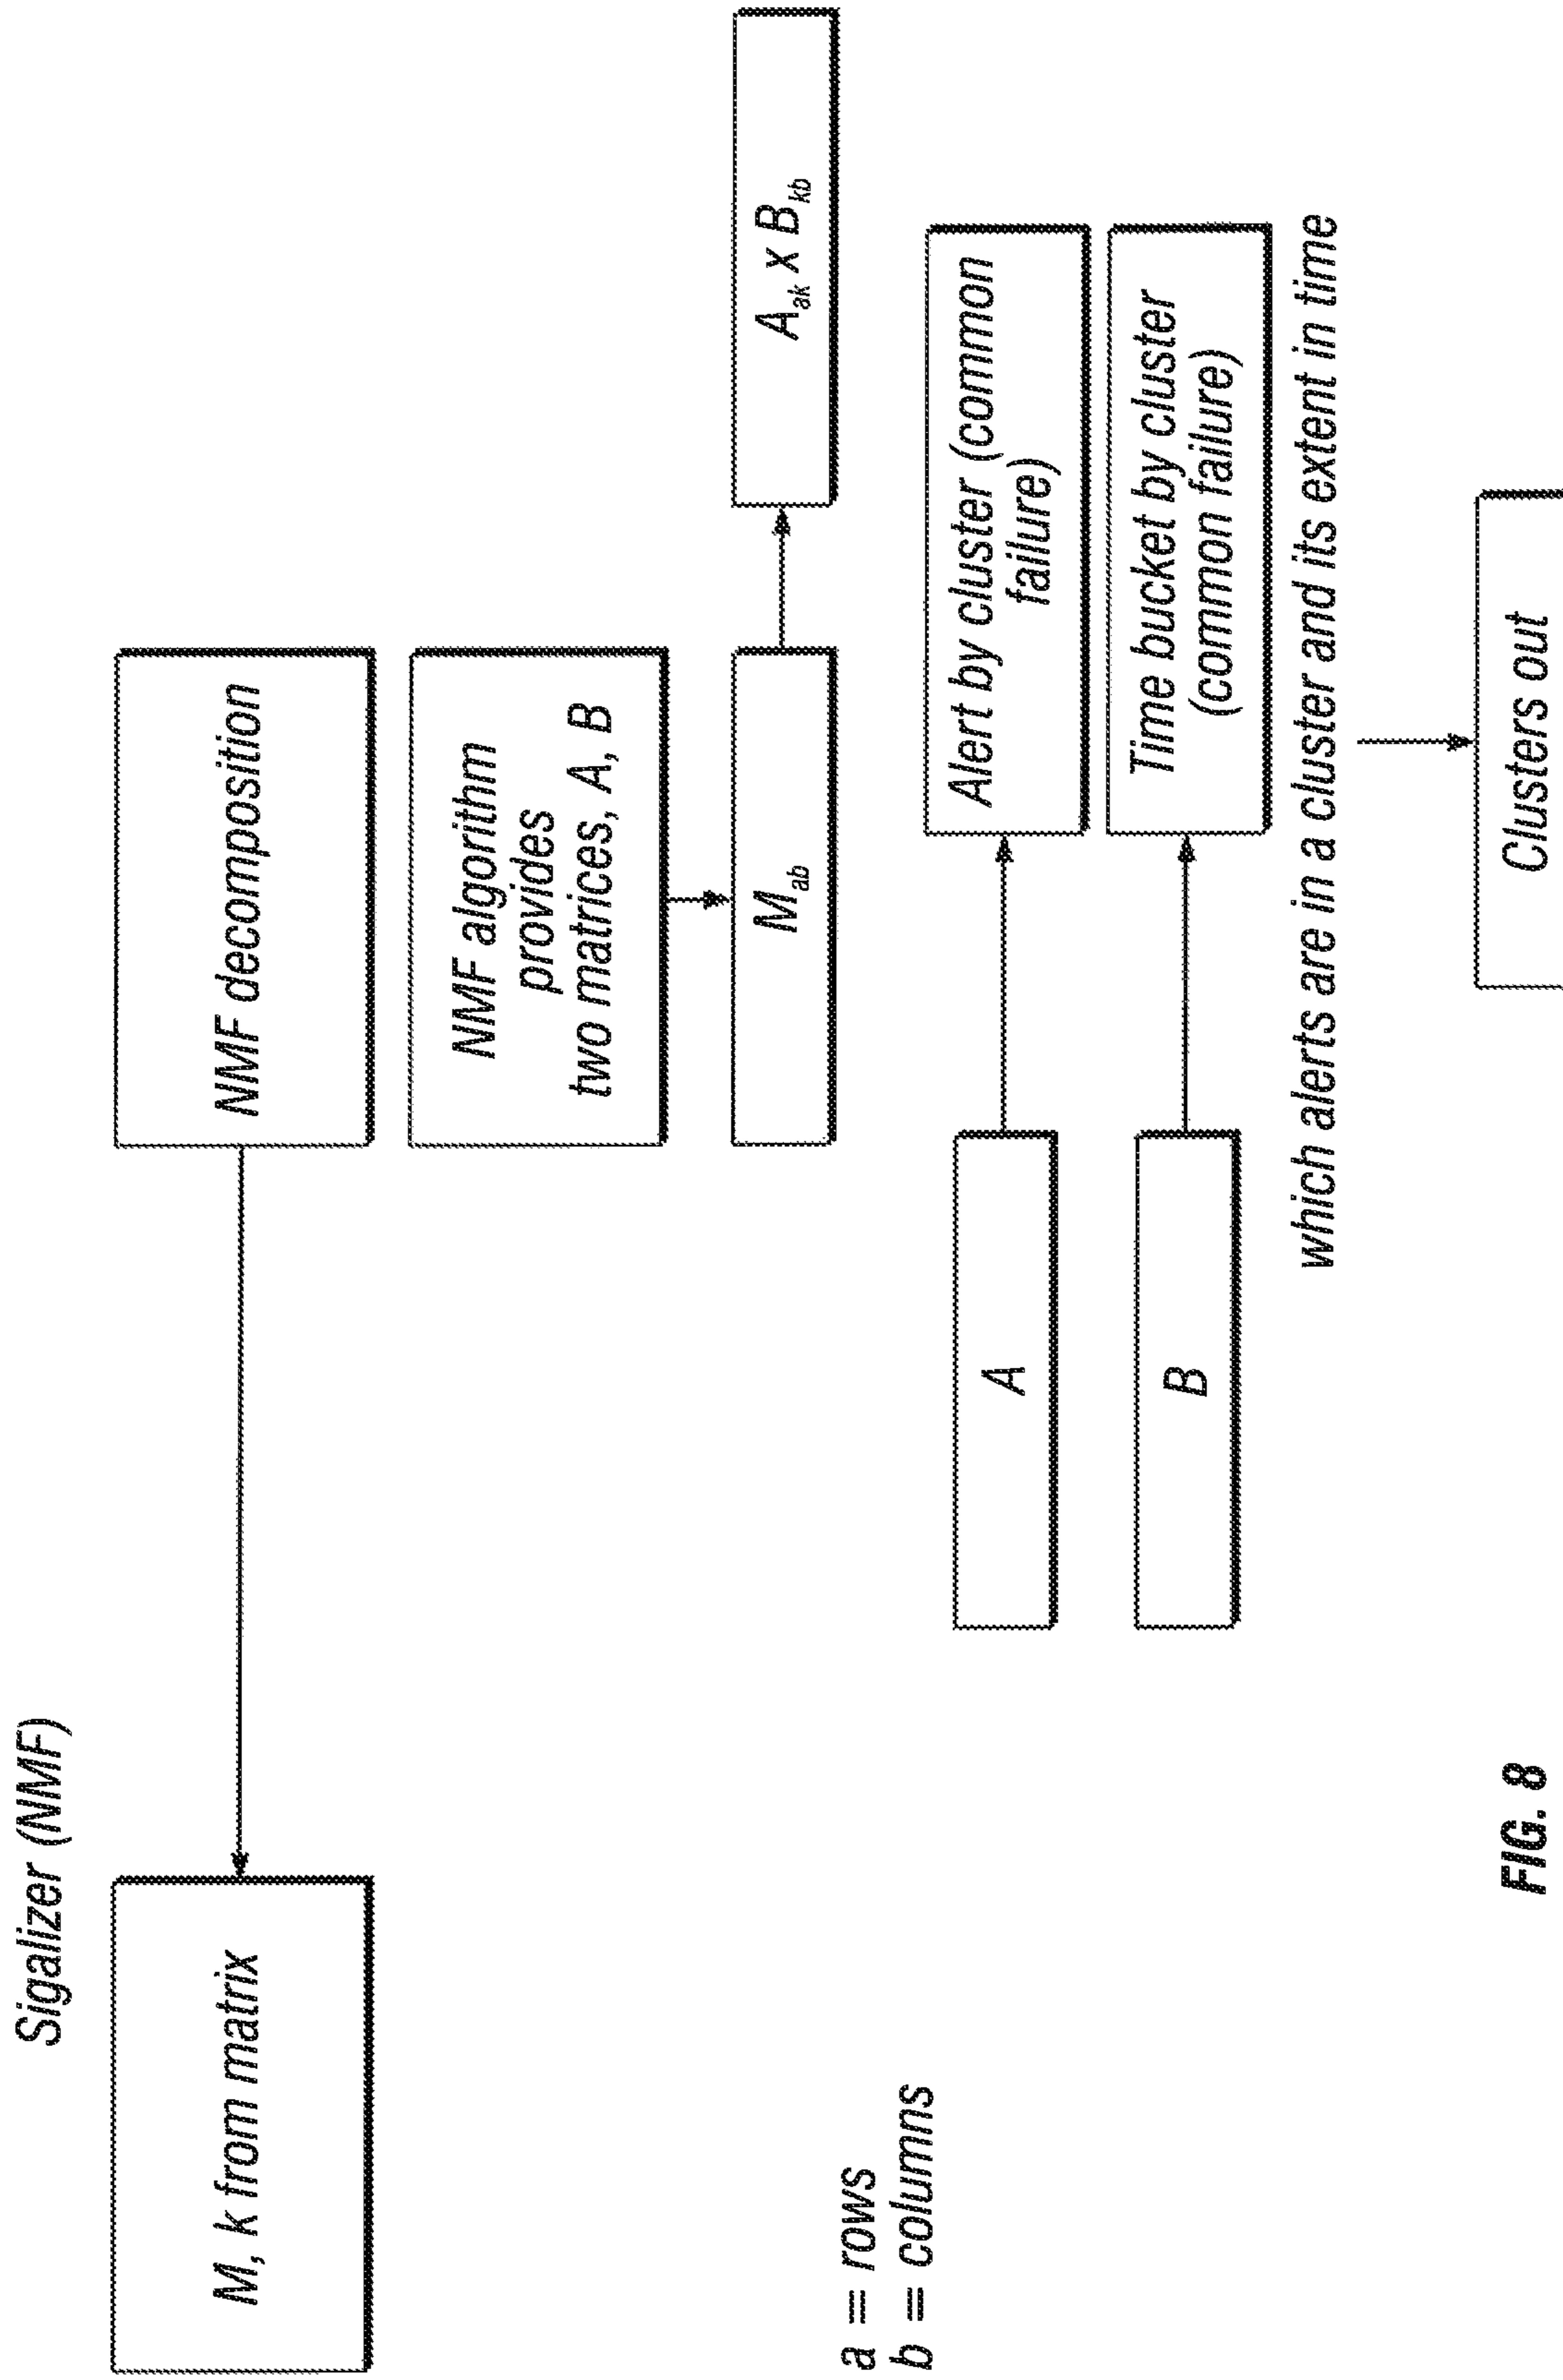 Sigalizer (NMF)
M, k from matrix
NMF decomposition
NMF algorithm
provides
two matrices, A, B
M_ab
A_ak x B_kb
a = rows
b = columns
A
Alert by cluster (common
failure)
B
Time bucket by cluster
(common failure)
which alerts are in a cluster and its extent in time
Clusters out
FIG. 8